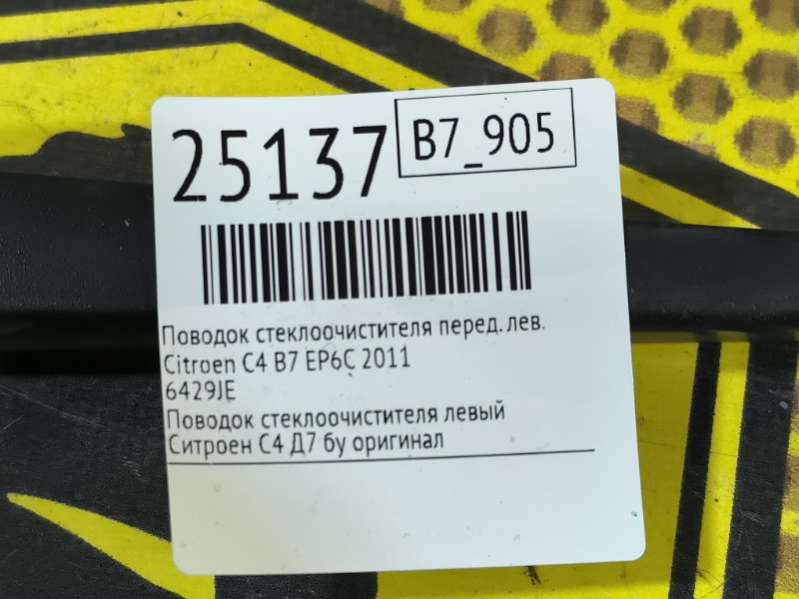 25137
B7_905
Поводок стеклоочистителя перед. лев.
Citroen C4 B7 EP6C 2011
6429JE
Поводок стеклоочистителя левый
Ситроен С4 Д7 бу оригинал